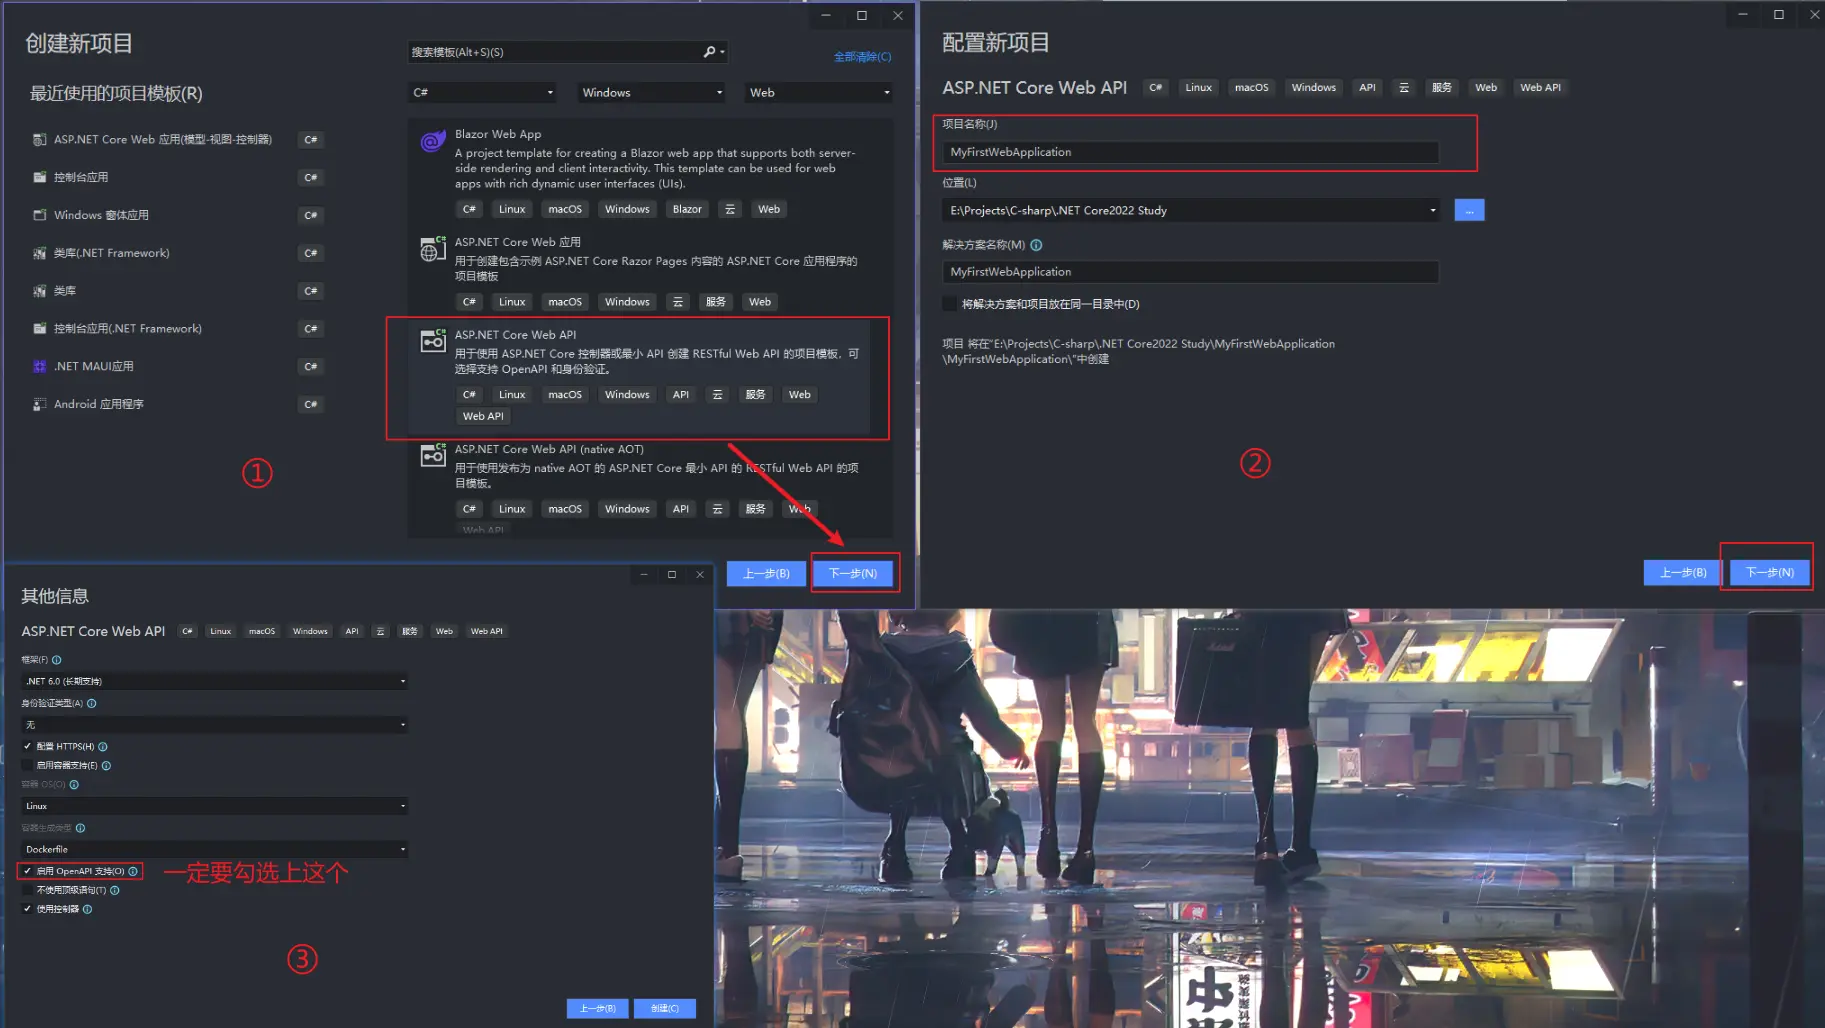 创建新项目
搜索模板(Alt+S)(S)
全部清除(C)
最近使用的项目模板(R)
C# Windows Web
ASP.NET Core Web 应用(模型-视图-控制器) C#
控制台应用 C#
Windows 窗体应用 C#
类库(.NET Framework) C#
类库 C#
控制台应用(.NET Framework) C#
.NET MAUI应用 C#
Android 应用程序 C#
Blazor Web App
A project template for creating a Blazor web app that supports both server-
side rendering and client interactivity. This template can be used for web
apps with rich dynamic user interfaces (UIs).
C# Linux macOS Windows Blazor 云 Web
ASP.NET Core Web 应用
用于创建包含示例 ASP.NET Core Razor Pages 内容的 ASP.NET Core 应用程序的
项目模板
C# Linux macOS Windows 云 服务 Web
ASP.NET Core Web API
用于使用 ASP.NET Core 控制器或最小 API 创建 RESTful Web API 的项目模板，可
选择支持 OpenAPI 和身份验证。
C# Linux macOS Windows API 云 服务 Web
Web API
ASP.NET Core Web API (native AOT)
用于使用发布为 native AOT 的 ASP.NET Core 最小 API 的 RESTful Web API 的项
目模板。
C# Linux macOS Windows API 云 服务 Web
Web API
①
上一步(B) 下一步(N)
配置新项目
ASP.NET Core Web API C# Linux macOS Windows API 云 服务 Web Web API
项目名称(J)
MyFirstWebApplication
位置(L)
E:\Projects\C-sharp\.NET Core2022 Study
...
解决方案名称(M)
MyFirstWebApplication
将解决方案和项目放在同一目录中(D)
项目 将在"E:\Projects\C-sharp\.NET Core2022 Study\MyFirstWebApplication
\MyFirstWebApplication\"中创建
②
上一步(B) 下一步(N)
其他信息
ASP.NET Core Web API C# Linux macOS Windows API 云 服务 Web Web API
框架(F)
.NET 6.0 (长期支持)
身份验证类型(A)
无
配置 HTTPS(H)
启用容器支持(E)
容器 OS(O)
Linux
容器生成类型
Dockerfile
启用 OpenAPI 支持(O) 一定要勾选上这个
不使用顶级语句(T)
使用控制器
③
上一步(B) 创建(C)